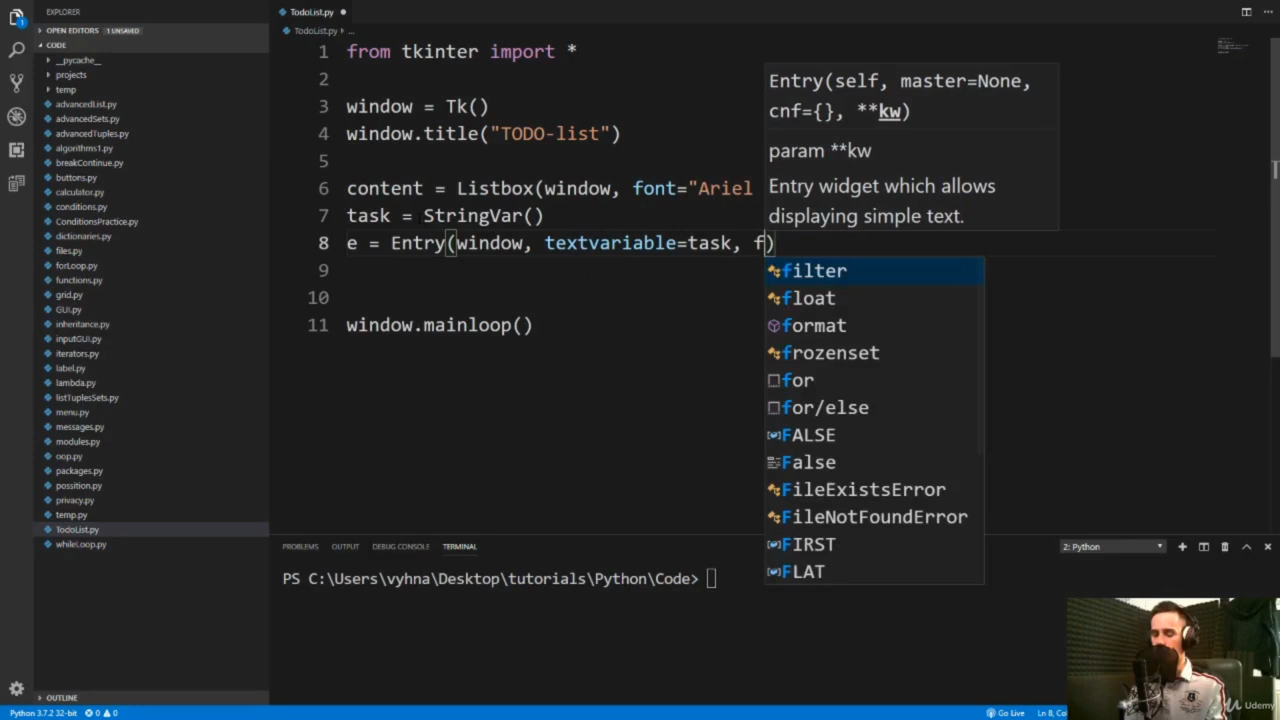 EXPLORER
OPEN EDITORS 1 UNSAVED
CODE
__pycache__
projects
temp
advancedList.py
advancedSets.py
advancedTuples.py
algorithms1.py
breakContinue.py
buttons.py
calculator.py
conditions.py
ConditionsPractice.py
dictionaries.py
files.py
forLoop.py
functions.py
grid.py
GUI.py
inheritance.py
inputGUI.py
iterators.py
label.py
lambda.py
listTuplesSets.py
menu.py
messages.py
modules.py
oop.py
packages.py
possition.py
privacy.py
temp.py
TodoList.py
whileLoop.py
OUTLINE
TodoList.py
TodoList.py ...
1 from tkinter import *
2
3 window = Tk()
4 window.title("TODO-list")
5
6 content = Listbox(window, font="Ariel
7 task = StringVar()
8 e = Entry(window, textvariable=task, f)
9
10
11 window.mainloop()
Entry(self, master=None,
cnf={}, **kw)
param **kw
Entry widget which allows
displaying simple text.
filter
float
format
frozenset
for
for/else
FALSE
False
FileExistsError
FileNotFoundError
FIRST
FLAT
PROBLEMS OUTPUT DEBUG CONSOLE TERMINAL 2: Python
PS C:\Users\vyhna\Desktop\tutorials\Python\Code>
Python 3.7.2 32-bit 0 0 Go Live Ln 8, Co
Udemy